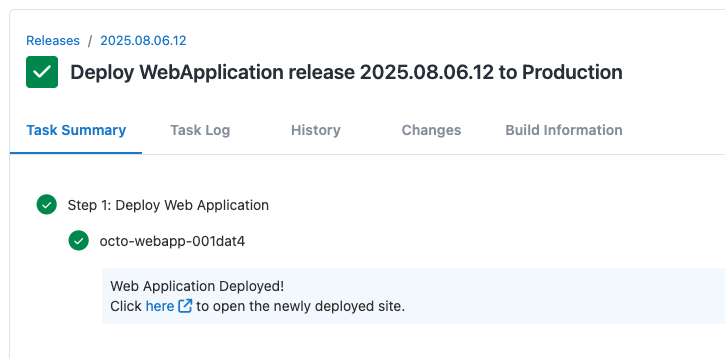 Releases / 2025.08.06.12
Deploy WebApplication release 2025.08.06.12 to Production
Task Summary Task Log History Changes Build Information
Step 1: Deploy Web Application
octo-webapp-001dat4
Web Application Deployed!
Click here to open the newly deployed site.